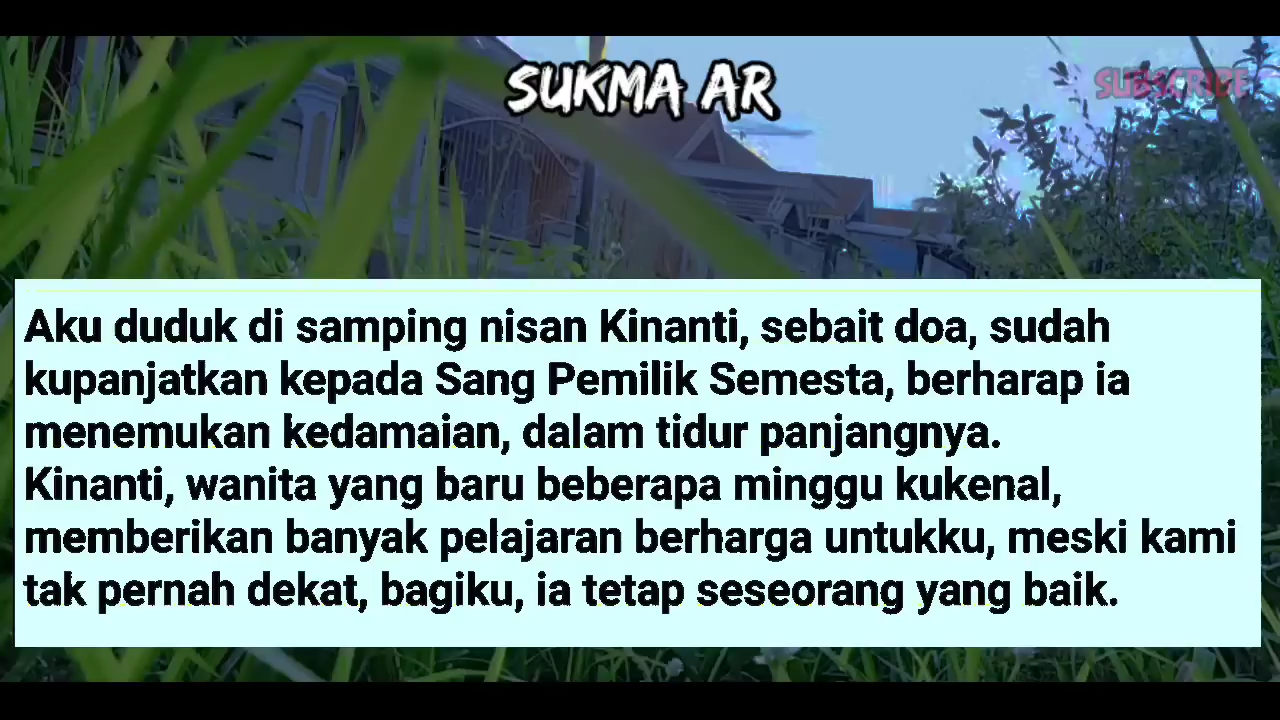 SUKMA AR
SUBSCRIBE
Aku duduk di samping nisan Kinanti, sebait doa, sudah
kupanjatkan kepada Sang Pemilik Semesta, berharap ia
menemukan kedamaian, dalam tidur panjangnya.
Kinanti, wanita yang baru beberapa minggu kukenal,
memberikan banyak pelajaran berharga untukku, meski kami
tak pernah dekat, bagiku, ia tetap seseorang yang baik.